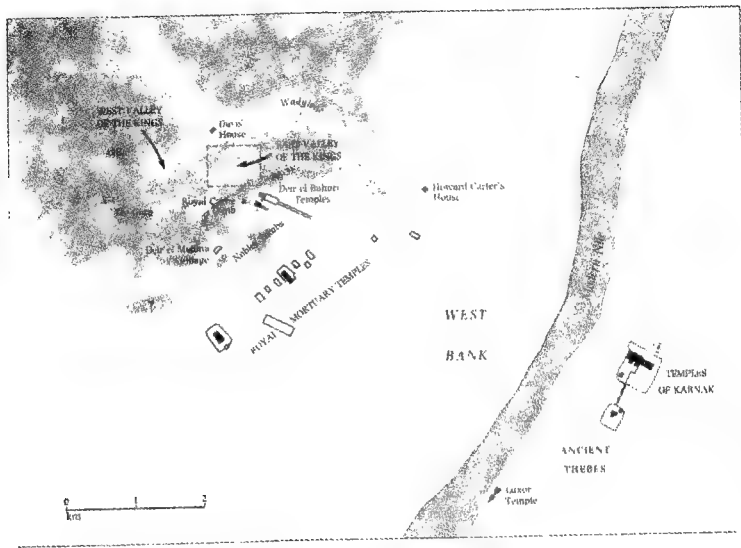 WEST VALLEY
OF THE KINGS
Davis'
House
EAST VALLEY
OF THE KINGS
Deir el Bahari
Temples
Howard Carter's
House
Royal
Tomb
Deir el Medina
Village
Nobles' Tombs
ROYAL MORTUARY TEMPLES
WEST
BANK
TEMPLES
OF KARNAK
ANCIENT
THEBES
Luxor
Temple
0 1 2
km